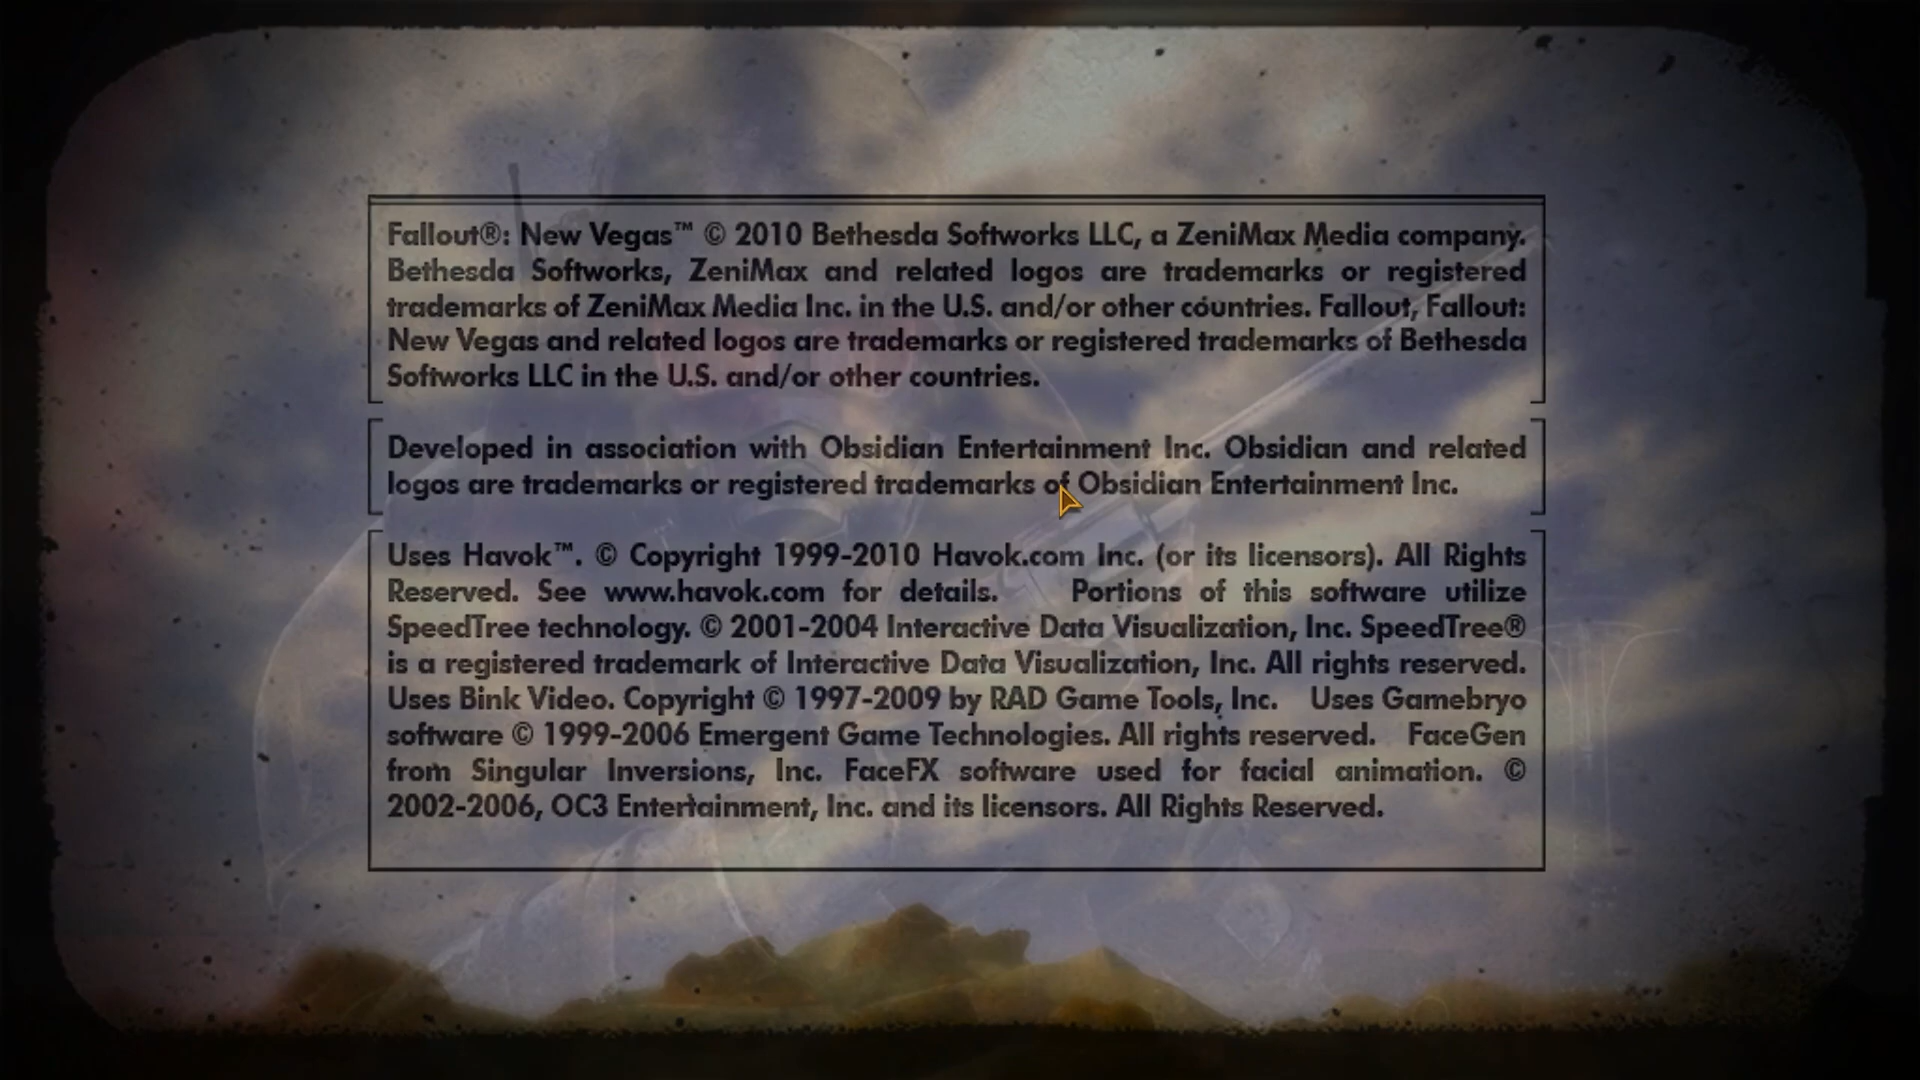 Fallout®: New Vegas™ © 2010 Bethesda Softworks LLC, a ZeniMax Media company.
Bethesda Softworks, ZeniMax and related logos are trademarks or registered
trademarks of ZeniMax Media Inc. in the U.S. and/or other countries. Fallout, Fallout:
New Vegas and related logos are trademarks or registered trademarks of Bethesda
Softworks LLC in the U.S. and/or other countries.
Developed in association with Obsidian Entertainment Inc. Obsidian and related
logos are trademarks or registered trademarks of Obsidian Entertainment Inc.
Uses Havok™. © Copyright 1999-2010 Havok.com Inc. (or its licensors). All Rights
Reserved. See www.havok.com for details. Portions of this software utilize
SpeedTree technology. © 2001-2004 Interactive Data Visualization, Inc. SpeedTree®
is a registered trademark of Interactive Data Visualization, Inc. All rights reserved.
Uses Bink Video. Copyright © 1997-2009 by RAD Game Tools, Inc. Uses Gamebryo
software © 1999-2006 Emergent Game Technologies. All rights reserved. FaceGen
from Singular Inversions, Inc. FaceFX software used for facial animation. ©
2002-2006, OC3 Entertainment, Inc. and its licensors. All Rights Reserved.